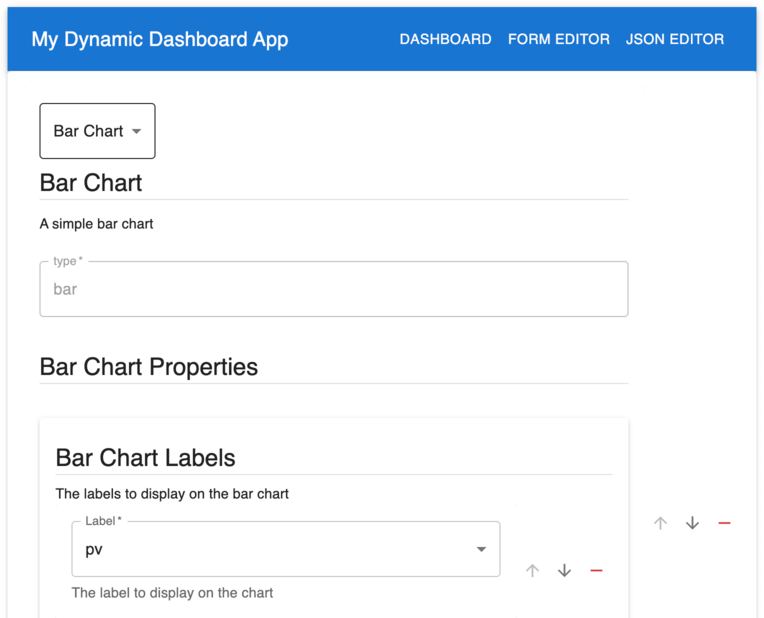 My Dynamic Dashboard App DASHBOARD FORM EDITOR JSON EDITOR
Bar Chart
Bar Chart
A simple bar chart
type *
bar
Bar Chart Properties
Bar Chart Labels
The labels to display on the bar chart
Label *
pv
The label to display on the chart